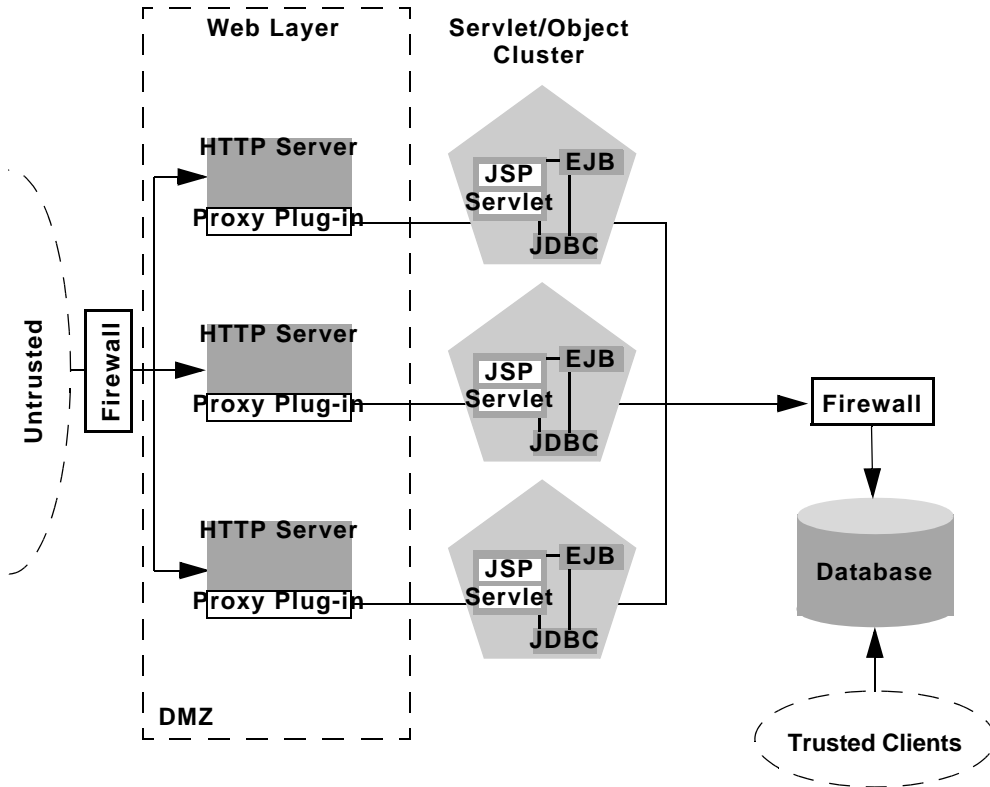 Web Layer
Servlet/Object
Cluster
HTTP Server
Proxy Plug-in
JSP
Servlet
EJB
JDBC
Untrusted
Firewall
HTTP Server
Proxy Plug-in
JSP
Servlet
EJB
JDBC
Firewall
HTTP Server
Proxy Plug-in
JSP
Servlet
EJB
JDBC
Database
DMZ
Trusted Clients